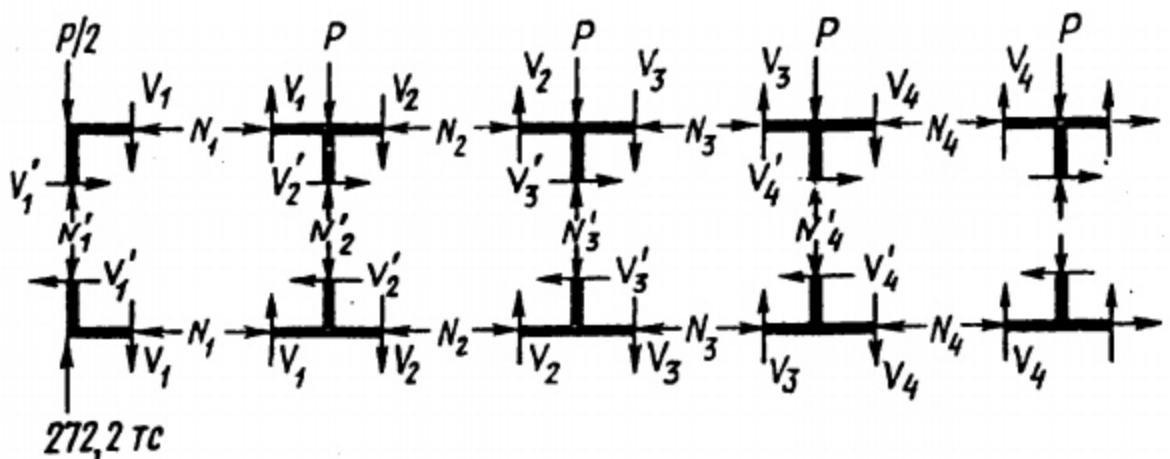 P/2 P P P P
V₁ V₁ V₂ V₂ V₃ V₃ V₄ V₄
N₁ N₂ N₃ N₄
V₁' V₂' V₃' V₄'
N₁' N₂' N₃' N₄'
V₁' V₂' V₃' V₄'
N₁ N₂ N₃ N₄
V₁ V₁ V₂ V₂ V₃ V₃ V₄ V₄
272,2 тс